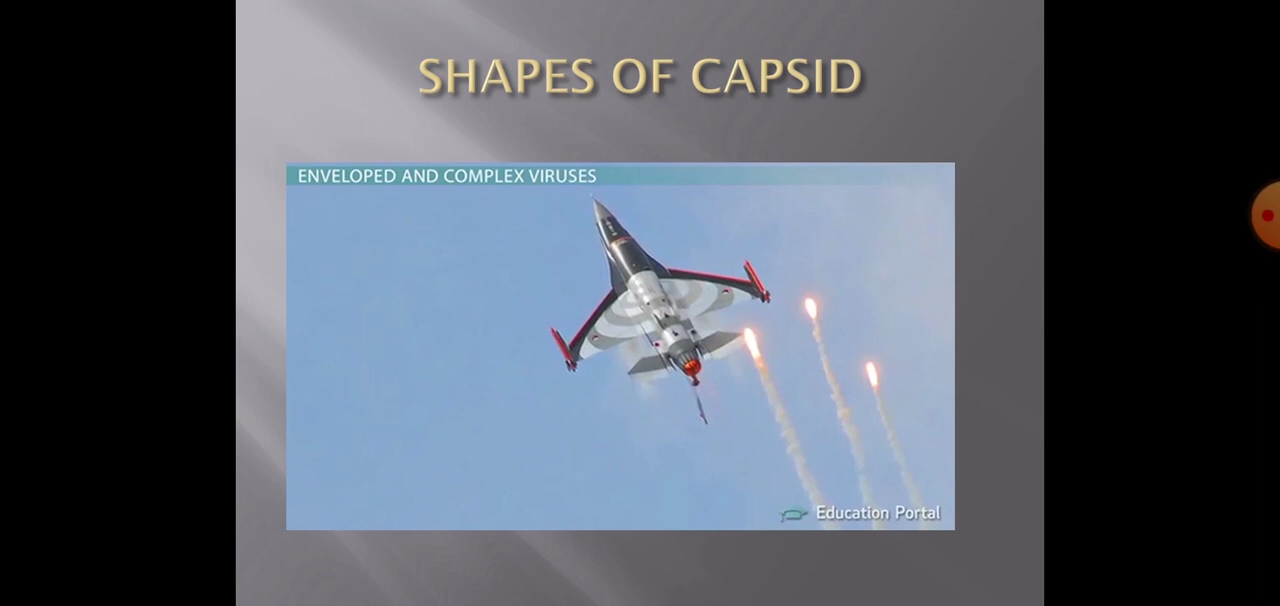 SHAPES OF CAPSID
ENVELOPED AND COMPLEX VIRUSES
Education Portal